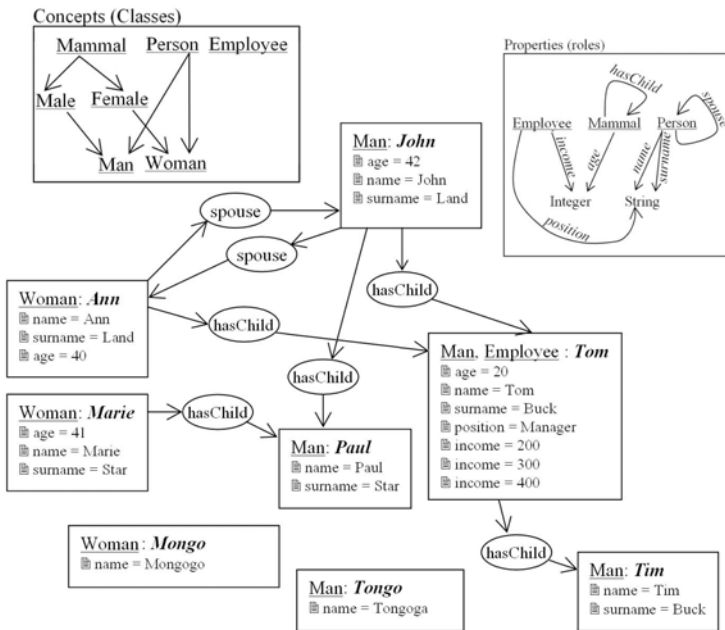 Concepts (Classes)
Mammal Person Employee
Male Female
Man Woman
Properties (roles)
hasChild
spouse
Employee Mammal Person
income
age
name
surname
Integer String
position
Man: John
age = 42
name = John
surname = Land
spouse
spouse
hasChild
Woman: Ann
name = Ann
surname = Land
age = 40
hasChild
hasChild
Man, Employee : Tom
age = 20
name = Tom
surname = Buck
position = Manager
income = 200
income = 300
income = 400
Woman: Marie
age = 41
name = Marie
surname = Star
hasChild
Man: Paul
name = Paul
surname = Star
hasChild
Woman: Mongo
name = Mongogo
Man: Tongo
name = Tongoga
Man: Tim
name = Tim
surname = Buck